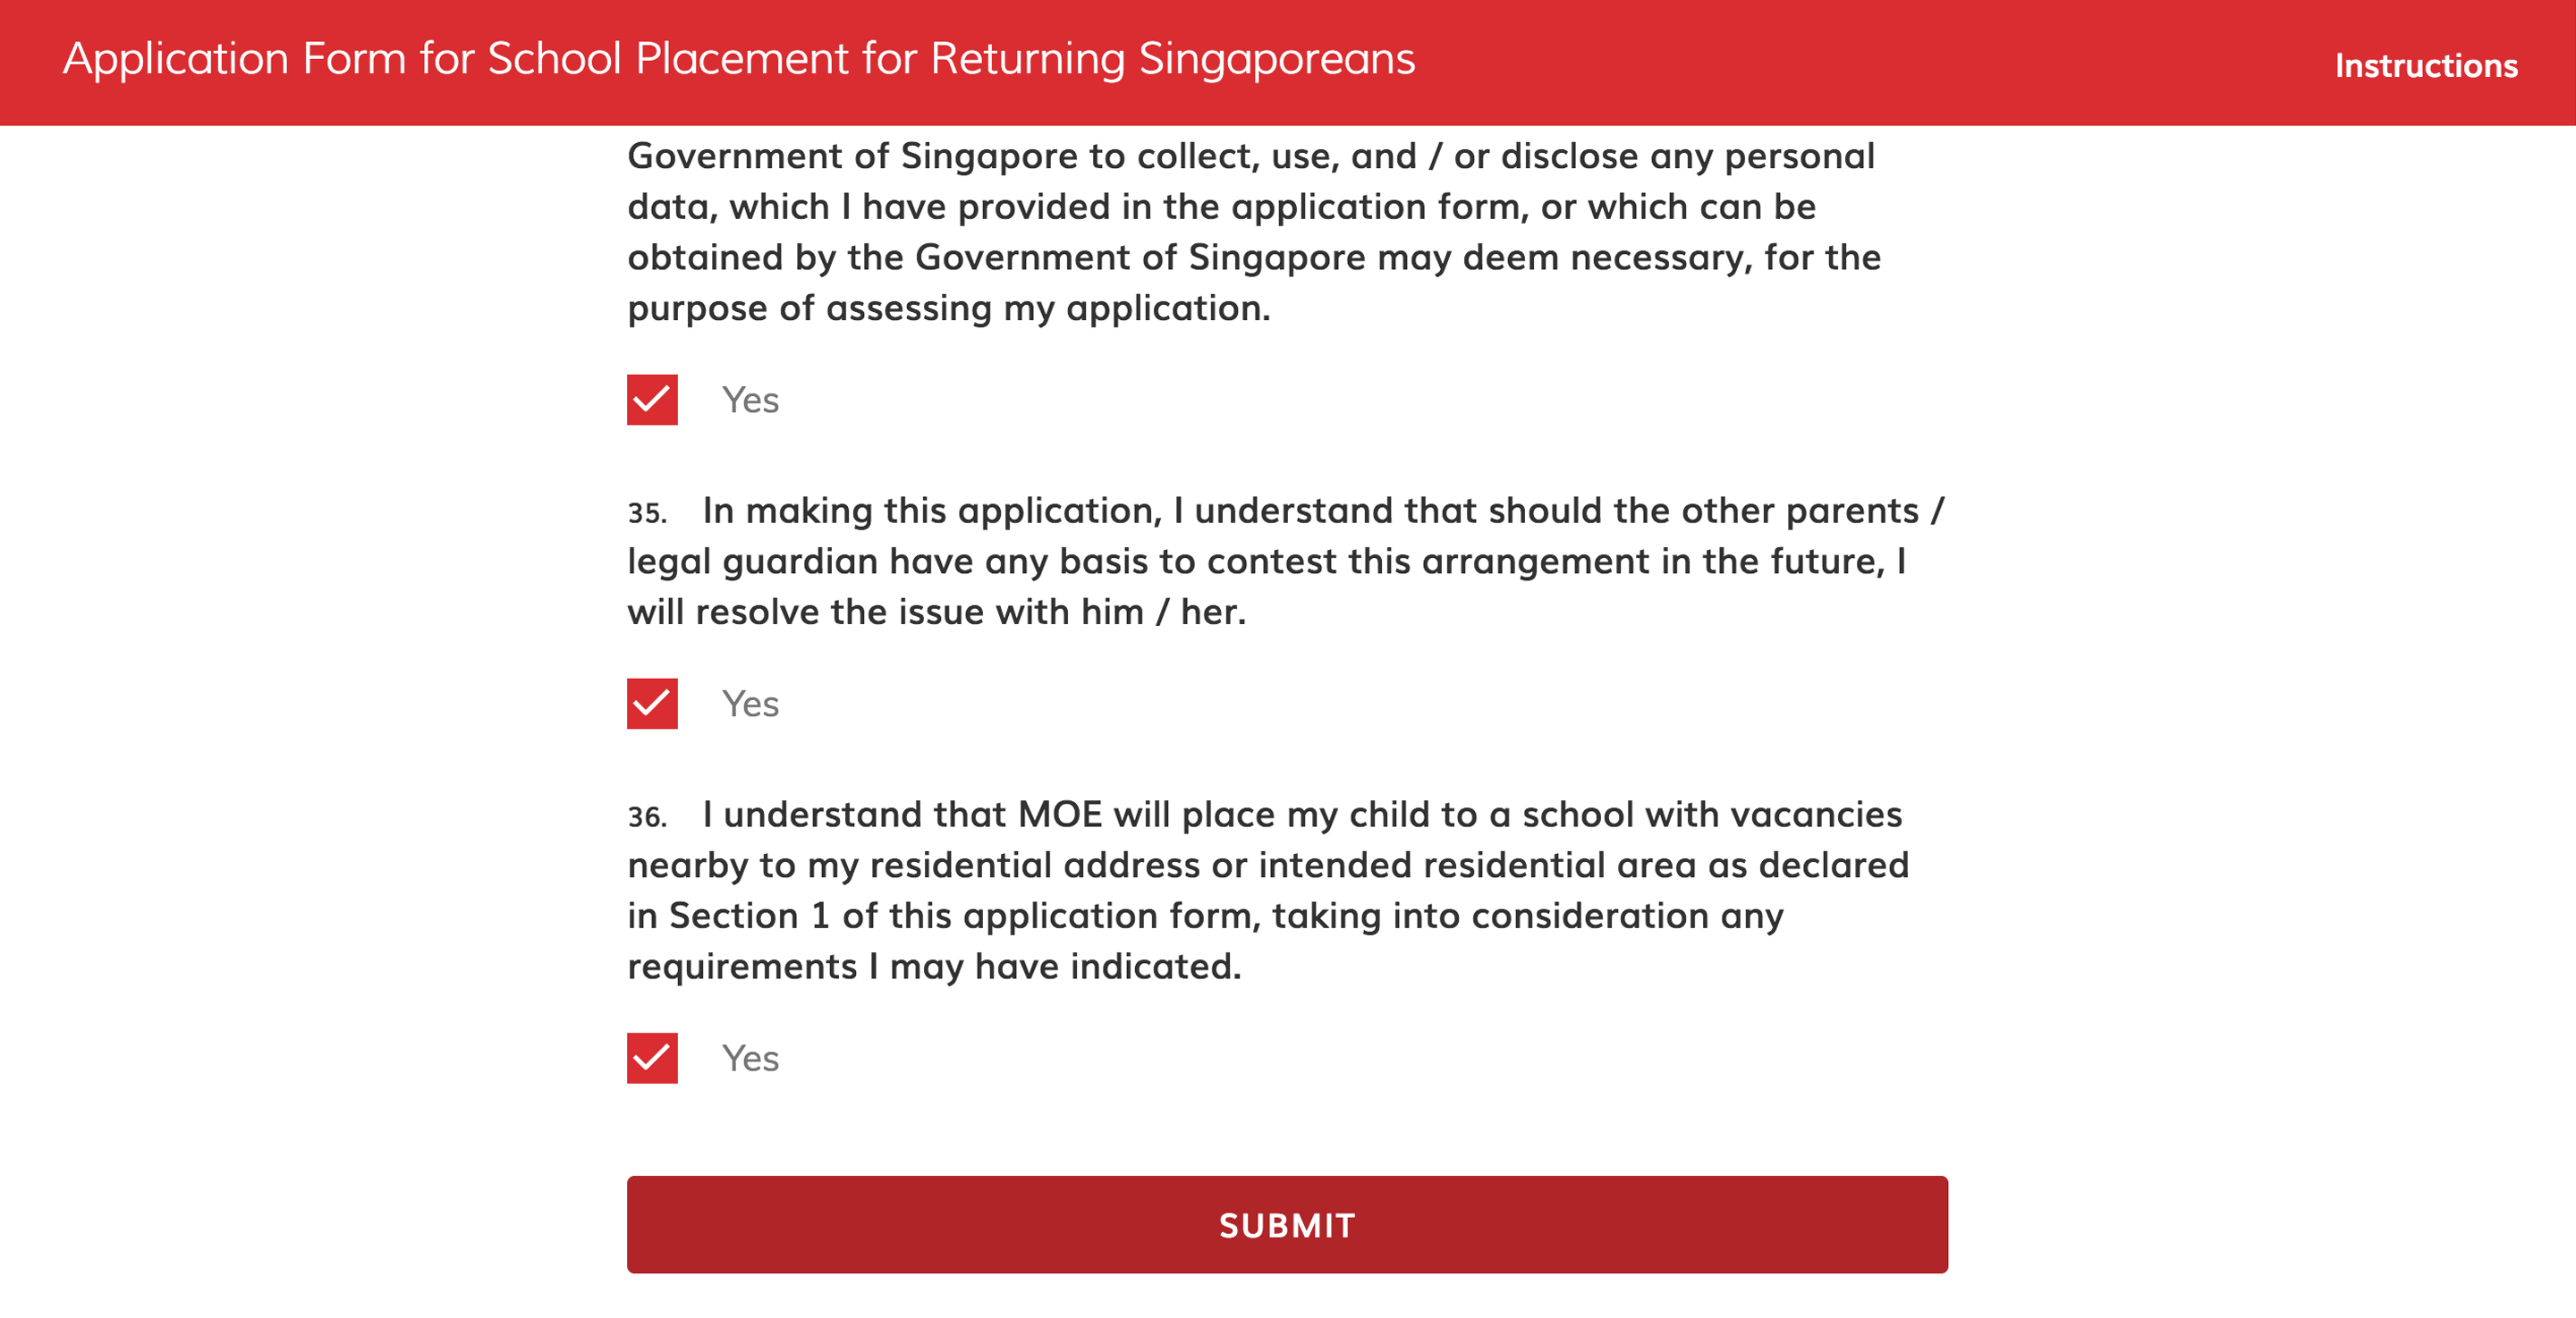 Application Form for School Placement for Returning Singaporeans
Instructions
Government of Singapore to collect, use, and / or disclose any personal
data, which I have provided in the application form, or which can be
obtained by the Government of Singapore may deem necessary, for the
purpose of assessing my application.
Yes
35. In making this application, I understand that should the other parents /
legal guardian have any basis to contest this arrangement in the future, I
will resolve the issue with him / her.
Yes
36. I understand that MOE will place my child to a school with vacancies
nearby to my residential address or intended residential area as declared
in Section 1 of this application form, taking into consideration any
requirements I may have indicated.
Yes
SUBMIT